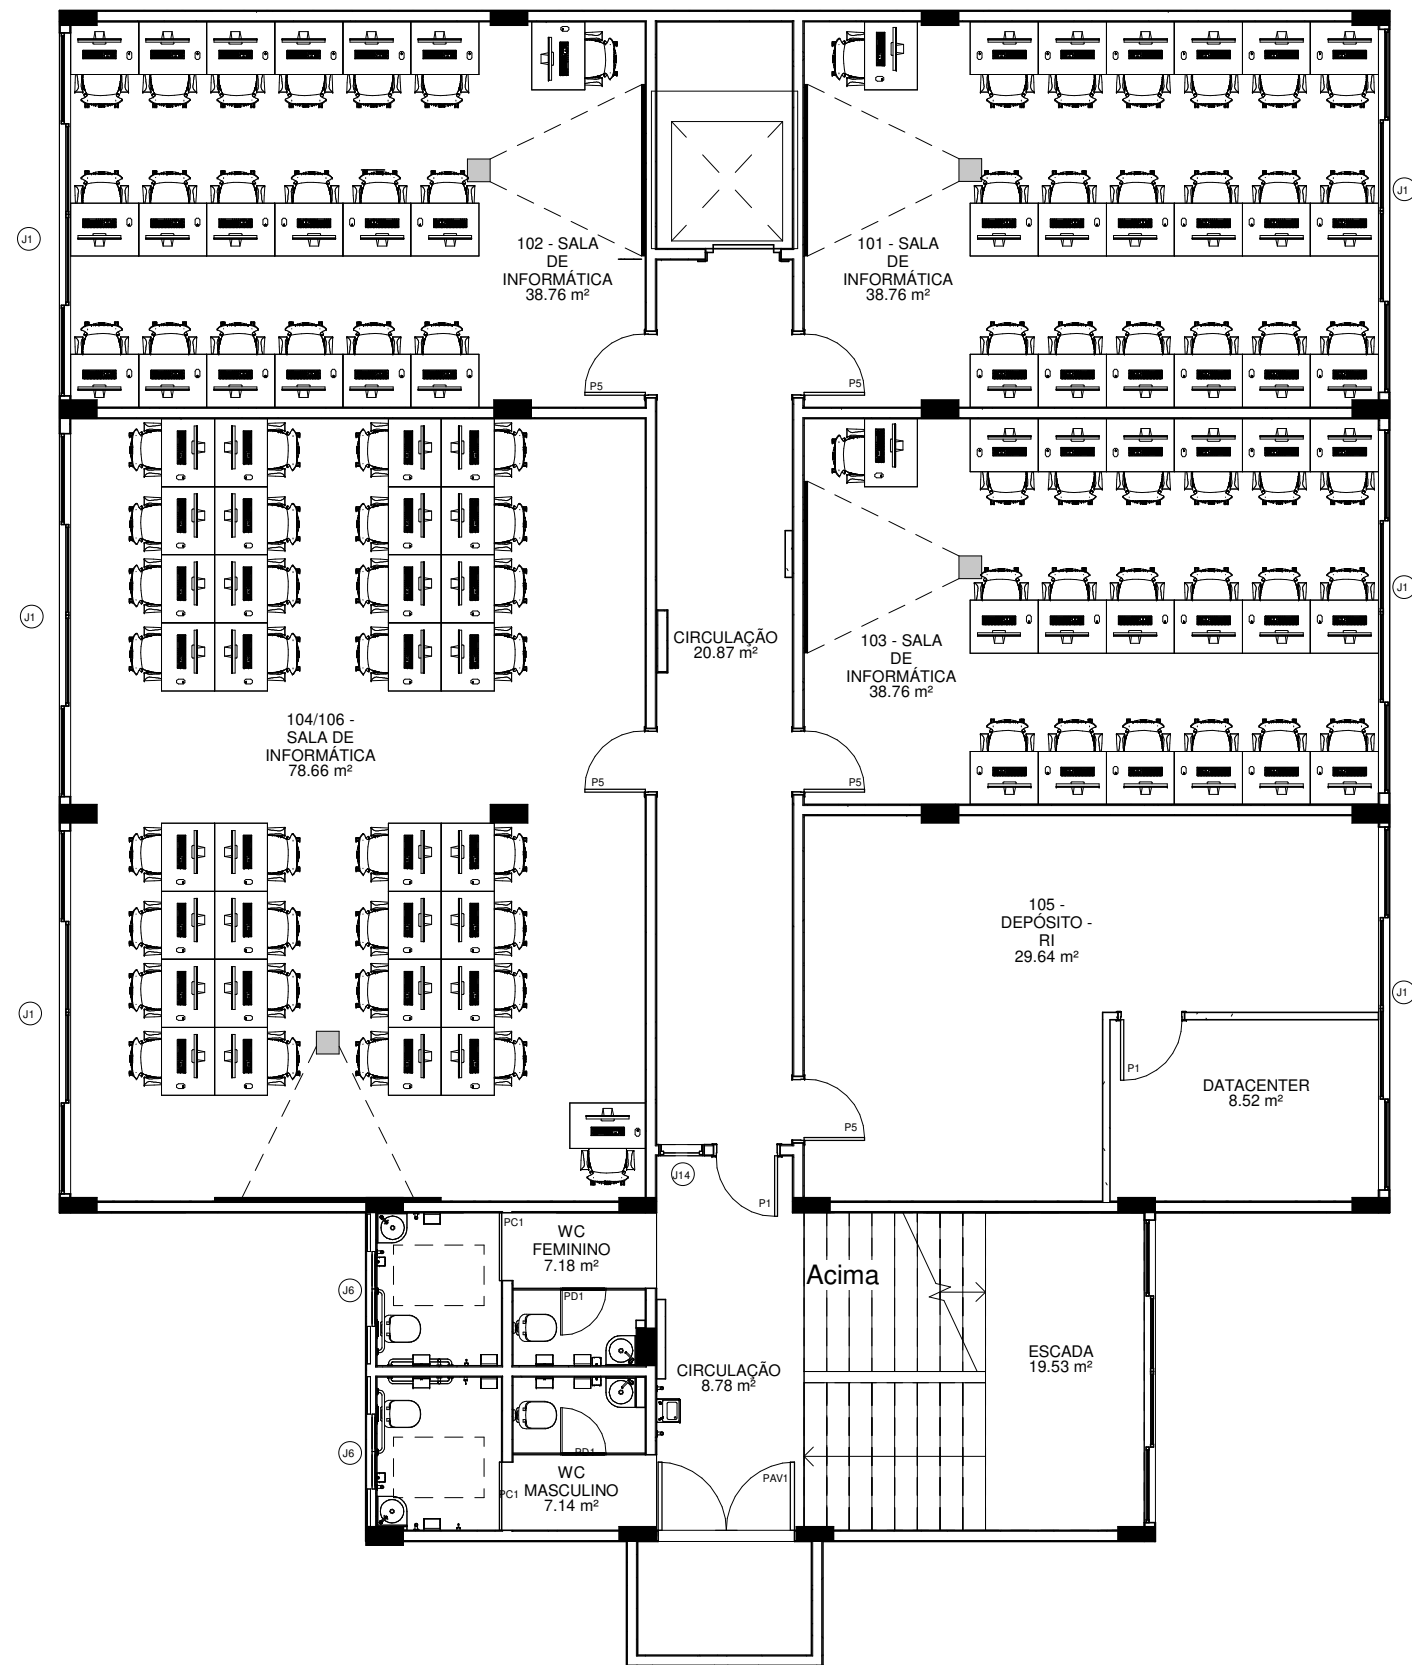 102 - SALA
DE
INFORMÁTICA
38.76 m²
101 - SALA
DE
INFORMÁTICA
38.76 m²
J1
J1
P5
P5
CIRCULAÇÃO
20.87 m²
103 - SALA
DE
INFORMÁTICA
38.76 m²
J1
J1
104/106 -
SALA DE
INFORMÁTICA
78.66 m²
P5
P5
105 -
DEPÓSITO -
RI
29.64 m²
J1
J1
P1
DATACENTER
8.52 m²
P5
J14
P1
PC1
WC
FEMININO
7.18 m²
J6
PD1
Acima
CIRCULAÇÃO
8.78 m²
ESCADA
19.53 m²
J6
PD1
WC
MASCULINO
7.14 m²
PC1
PAV1